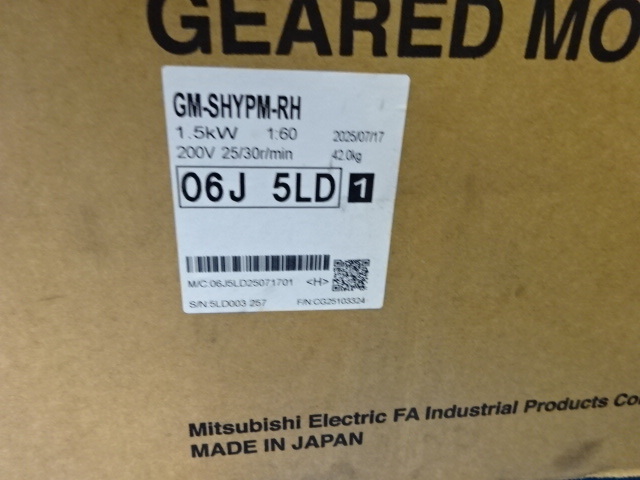 GEARED MO
GM-SHYPM-RH
1.5kW 1:60 2025/07/17
200V 25/30r/min 42.0kg
06J 5LD 1
M/C:06J5LD25071701 <H>
S/N:5LD003 257 F/N:CG25103324
Mitsubishi Electric FA Industrial Products Co
MADE IN JAPAN